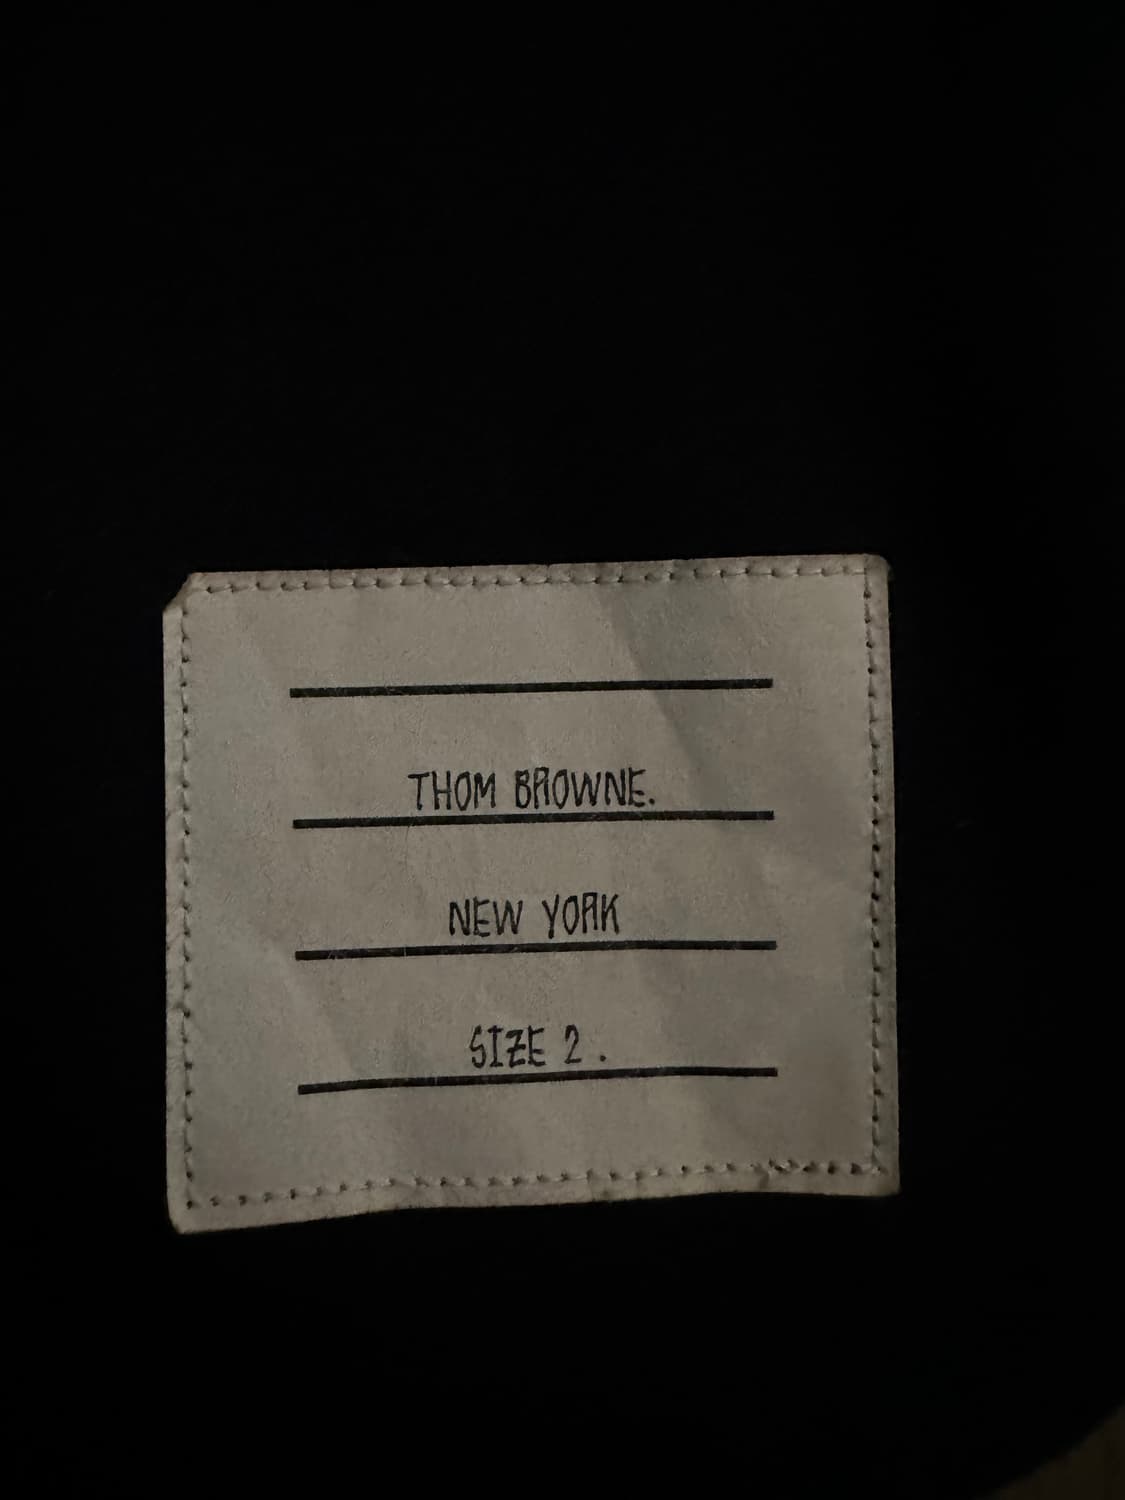 THOM BROWNE.
NEW YORK
SIZE 2 .